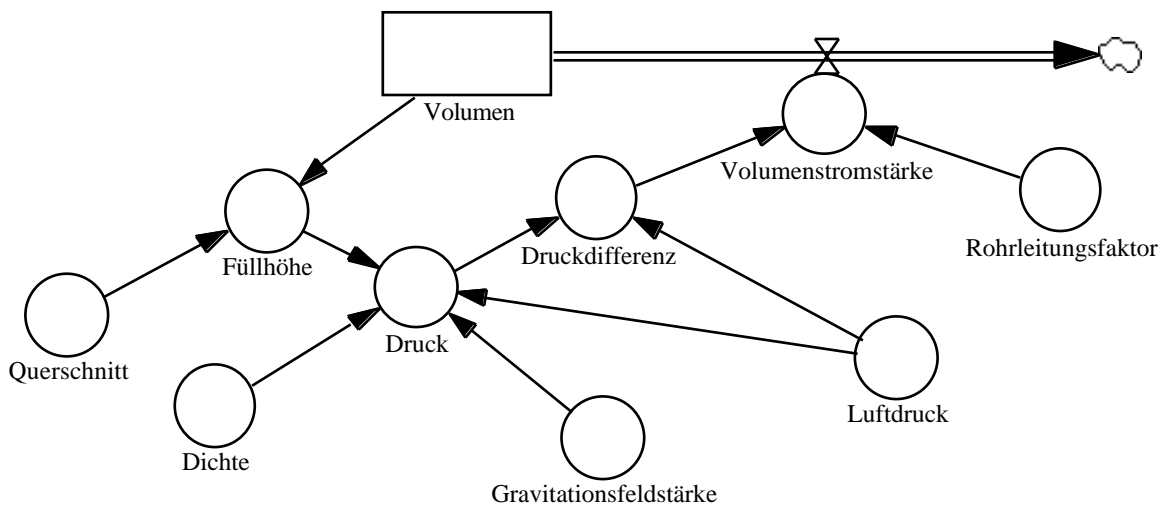 Volumen
Volumenstromstärke
Rohrleitungsfaktor
Füllhöhe
Druckdifferenz
Querschnitt
Druck
Luftdruck
Dichte
Gravitationsfeldstärke